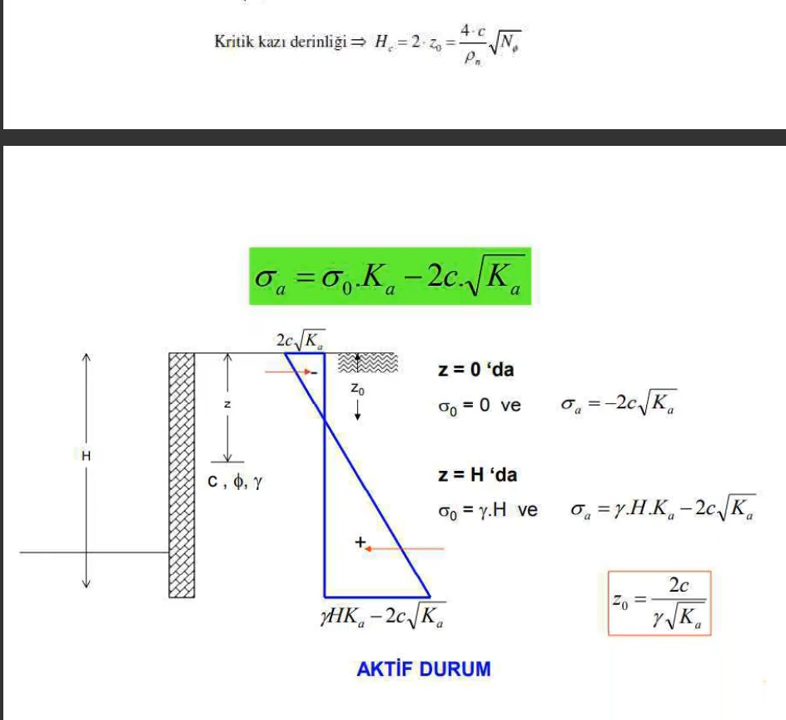 Kritik kazı derinliği ⇒ H_c = 2 · z_0 = (4 · c / ρ_n) √N_φ
σ_a = σ_0.K_a − 2c.√K_a
2c√K_a
z = 0 ‘da
σ_0 = 0 ve σ_a = −2c√K_a
-
z_0
z
H
c , ϕ, γ
z = H ‘da
σ_0 = γ.H ve σ_a = γ.H.K_a − 2c√K_a
+
z_0 = 2c / (γ√K_a)
γHK_a − 2c√K_a
AKTİF DURUM